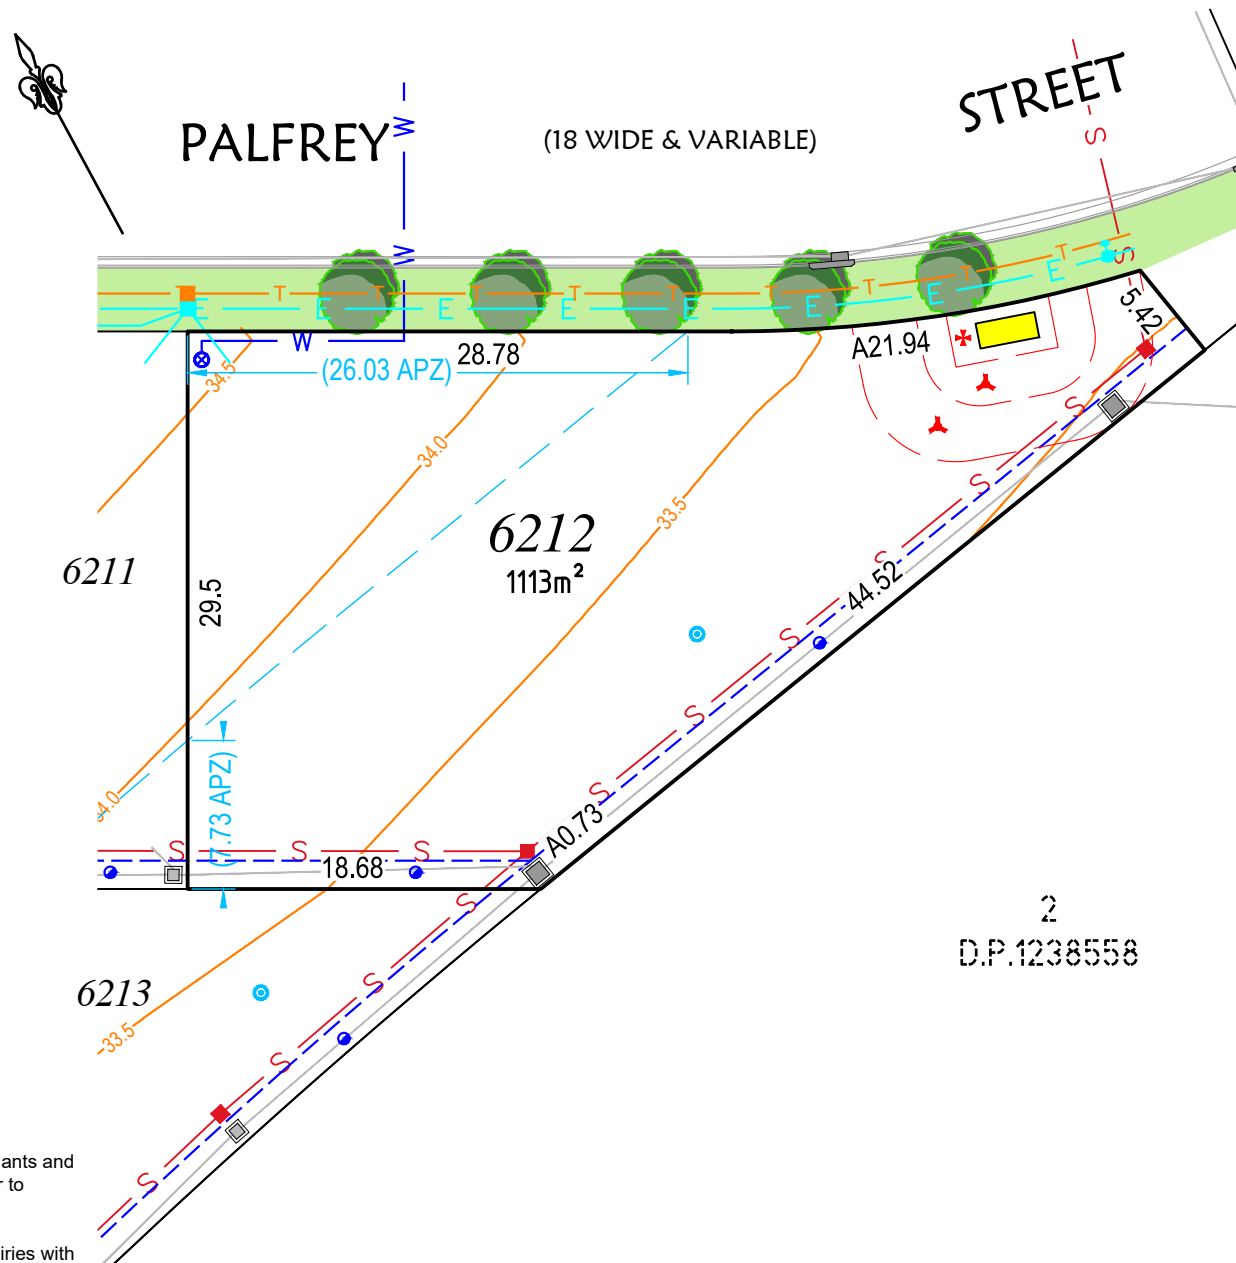 PALFREY
(18 WIDE & VARIABLE)
STREET
S
S
W
W
T T T T T T T T
E E E E E E E
W
28.78
(26.03 APZ)
A21.94
5.42
34.5
34.0
33.5
6212
1113m²
6211
29.5
44.52
S
S
S
S
S
S
S
(7.73 APZ)
4.0
A0.73
S S S
18.68
S
S
S
S
6213
33.5
2
D.P.1238558
ants and
r to
iries with